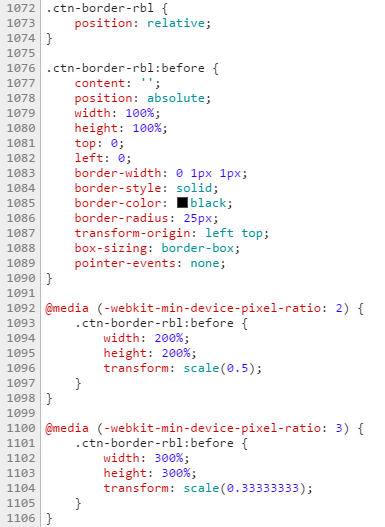 1072 .ctn-border-rbl {
1073     position: relative;
1074 }
1075
1076 .ctn-border-rbl:before {
1077     content: '';
1078     position: absolute;
1079     width: 100%;
1080     height: 100%;
1081     top: 0;
1082     left: 0;
1083     border-width: 0 1px 1px;
1084     border-style: solid;
1085     border-color: black;
1086     border-radius: 25px;
1087     transform-origin: left top;
1088     box-sizing: border-box;
1089     pointer-events: none;
1090 }
1091
1092 @media (-webkit-min-device-pixel-ratio: 2) {
1093     .ctn-border-rbl:before {
1094         width: 200%;
1095         height: 200%;
1096         transform: scale(0.5);
1097     }
1098 }
1099
1100 @media (-webkit-min-device-pixel-ratio: 3) {
1101     .ctn-border-rbl:before {
1102         width: 300%;
1103         height: 300%;
1104         transform: scale(0.33333333);
1105     }
1106 }